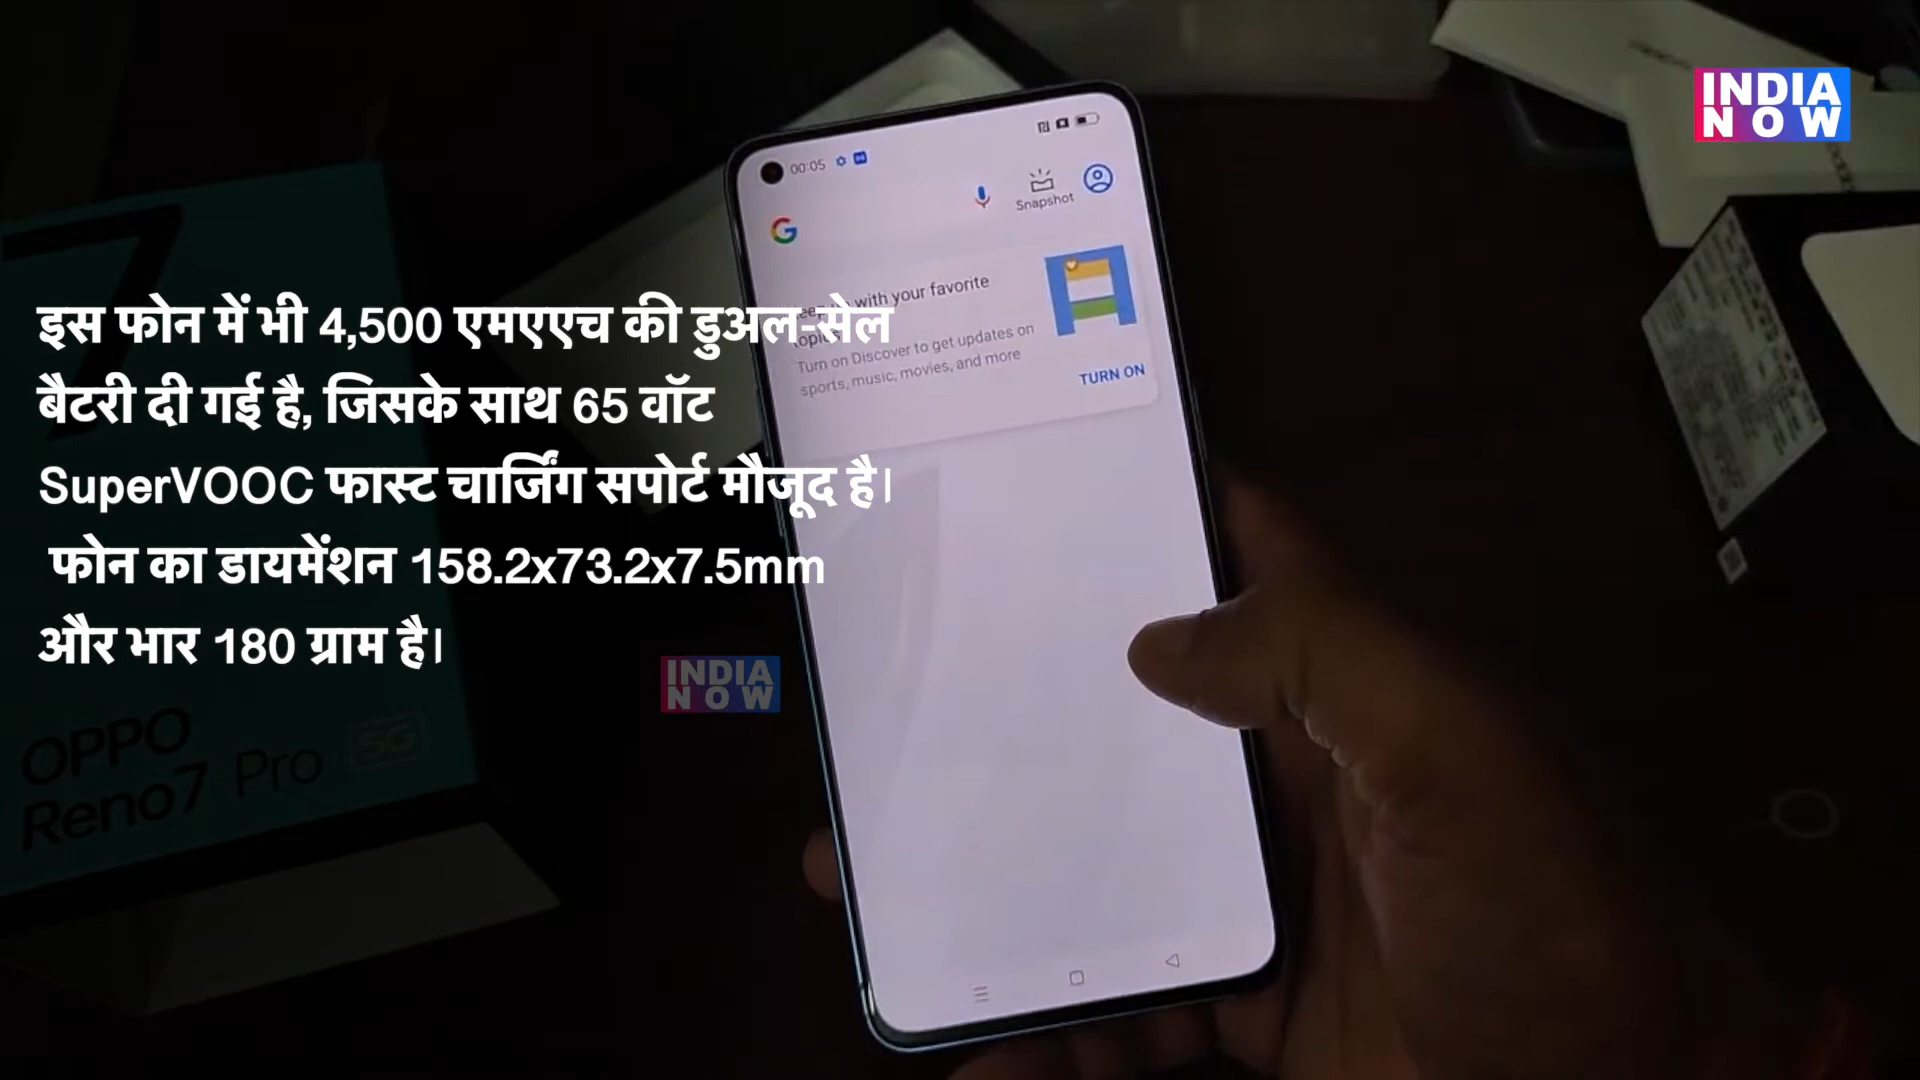 INDIA
NOW
00:05
Snapshot
with your favorite
Turn on Discover to get updates on
sports, music, movies, and more
TURN ON
इस फोन में भी 4,500 एमएएच की डुअल-सेल
बैटरी दी गई है, जिसके साथ 65 वॉट
SuperVOOC फास्ट चार्जिंग सपोर्ट मौजूद है।
फोन का डायमेंशन 158.2x73.2x7.5mm
और भार 180 ग्राम है।
INDIA
NOW
7
OPPO
Reno7 Pro 5G